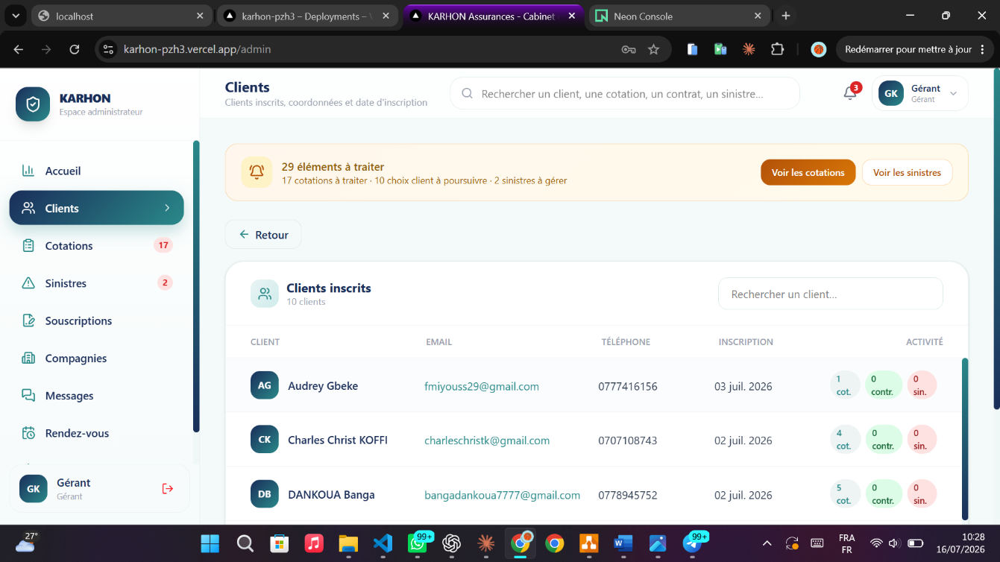 localhost
karhon-pzh3 – Deployments –
KARHON Assurances - Cabinet
Neon Console
karhon-pzh3.vercel.app/admin
Redémarrer pour mettre à jour
KARHON
Espace administrateur
Clients
Clients inscrits, coordonnées et date d'inscription
Rechercher un client, une cotation, un contrat, un sinistre...
3
GK
Gérant
Gérant
Accueil
Clients
Cotations
17
Sinistres
2
Souscriptions
Compagnies
Messages
Rendez-vous
GK
Gérant
Gérant
29 éléments à traiter
17 cotations à traiter · 10 choix client à poursuivre · 2 sinistres à gérer
Voir les cotations
Voir les sinistres
Retour
Clients inscrits
10 clients
Rechercher un client...
CLIENT EMAIL TÉLÉPHONE INSCRIPTION ACTIVITÉ
AG Audrey Gbeke fmiyouss29@gmail.com 0777416156 03 juil. 2026 1 cot. 0 contr. 0 sin.
CK Charles Christ KOFFI charleschristk@gmail.com 0707108743 02 juil. 2026 4 cot. 0 contr. 0 sin.
DB DANKOUA Banga bangadankoua7777@gmail.com 0778945752 02 juil. 2026 5 cot. 0 contr. 0 sin.
27°
99+
99+
FRA
FR
10:28
16/07/2026